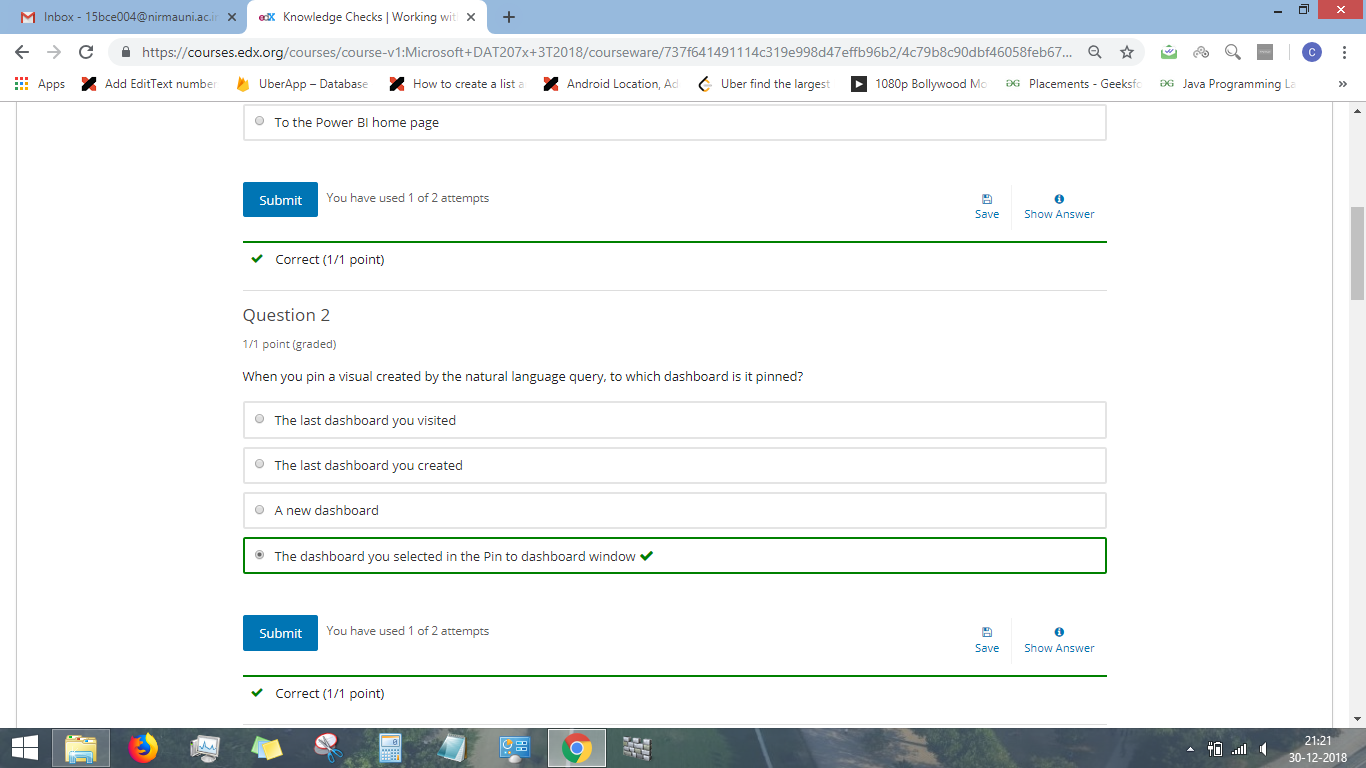 Inbox - 15bce004@nirmauni.ac.i
edX Knowledge Checks | Working wit
https://courses.edx.org/courses/course-v1:Microsoft+DAT207x+3T2018/courseware/737f641491114c319e998d47effb96b2/4c79b8c90dbf46058feb67...
C
Apps
Add EditText number
UberApp – Database
How to create a list a
Android Location, Ad
Uber find the largest
1080p Bollywood Mo
Placements - Geeksfo
Java Programming La
»
To the Power BI home page
Submit
You have used 1 of 2 attempts
Save
Show Answer
Correct (1/1 point)
Question 2
1/1 point (graded)
When you pin a visual created by the natural language query, to which dashboard is it pinned?
The last dashboard you visited
The last dashboard you created
A new dashboard
The dashboard you selected in the Pin to dashboard window
Submit
You have used 1 of 2 attempts
Save
Show Answer
Correct (1/1 point)
21:21
30-12-2018